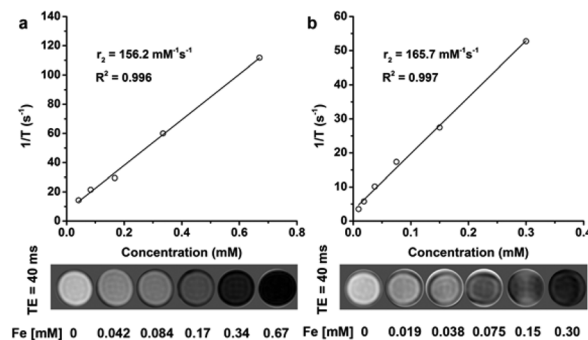 a
r₂ = 156.2 mM⁻¹s⁻¹
R² = 0.996
1/T (s⁻¹)
140
120
100
80
60
40
20
0
0.0 0.2 0.4 0.6 0.8
Concentration (mM)
TE = 40 ms
Fe [mM] 0 0.042 0.084 0.17 0.34 0.67
b
r₂ = 165.7 mM⁻¹s⁻¹
R² = 0.997
1/T (s⁻¹)
60
50
40
30
20
10
0
0.0 0.1 0.2 0.3 0.4
Concentration (mM)
TE = 40 ms
Fe [mM] 0 0.019 0.038 0.075 0.15 0.30